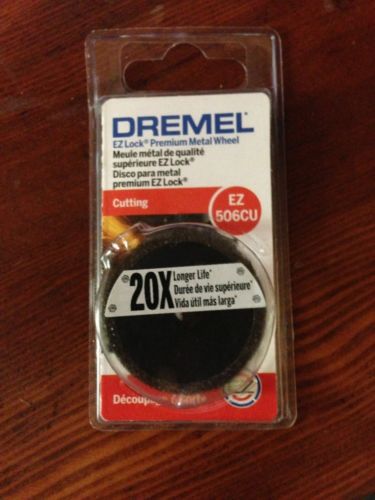 DREMEL
EZ Lock® Premium Metal Wheel
Meule métal de qualité
supérieure EZ Lock®
Disco para metal
premium EZ Lock®
Cutting
EZ
506CU
20X
Longer Life*
Durée de vie supérieure*
Vida útil más larga*
Découpage